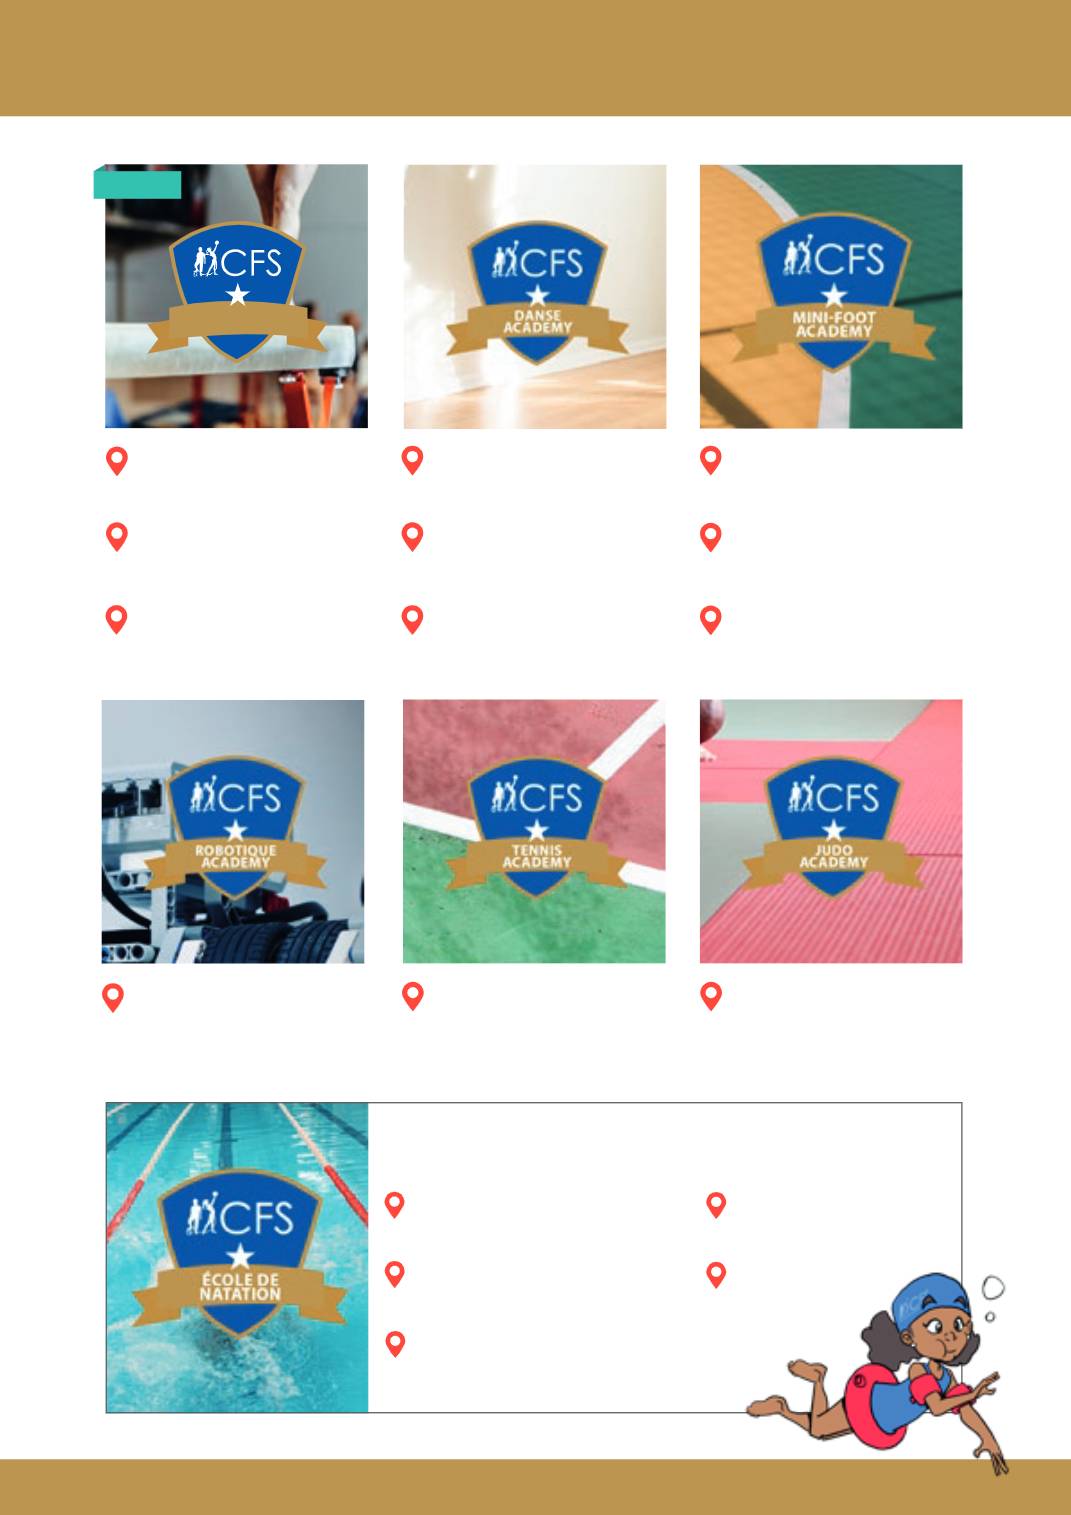 CFS
CFS
DANSE
ACADEMY
CFS
MINI-FOOT
ACADEMY
CFS
ROBOTIQUE
ACADEMY
CFS
TENNIS
ACADEMY
CFS
JUDO
ACADEMY
CFS
ÉCOLE DE
NATATION